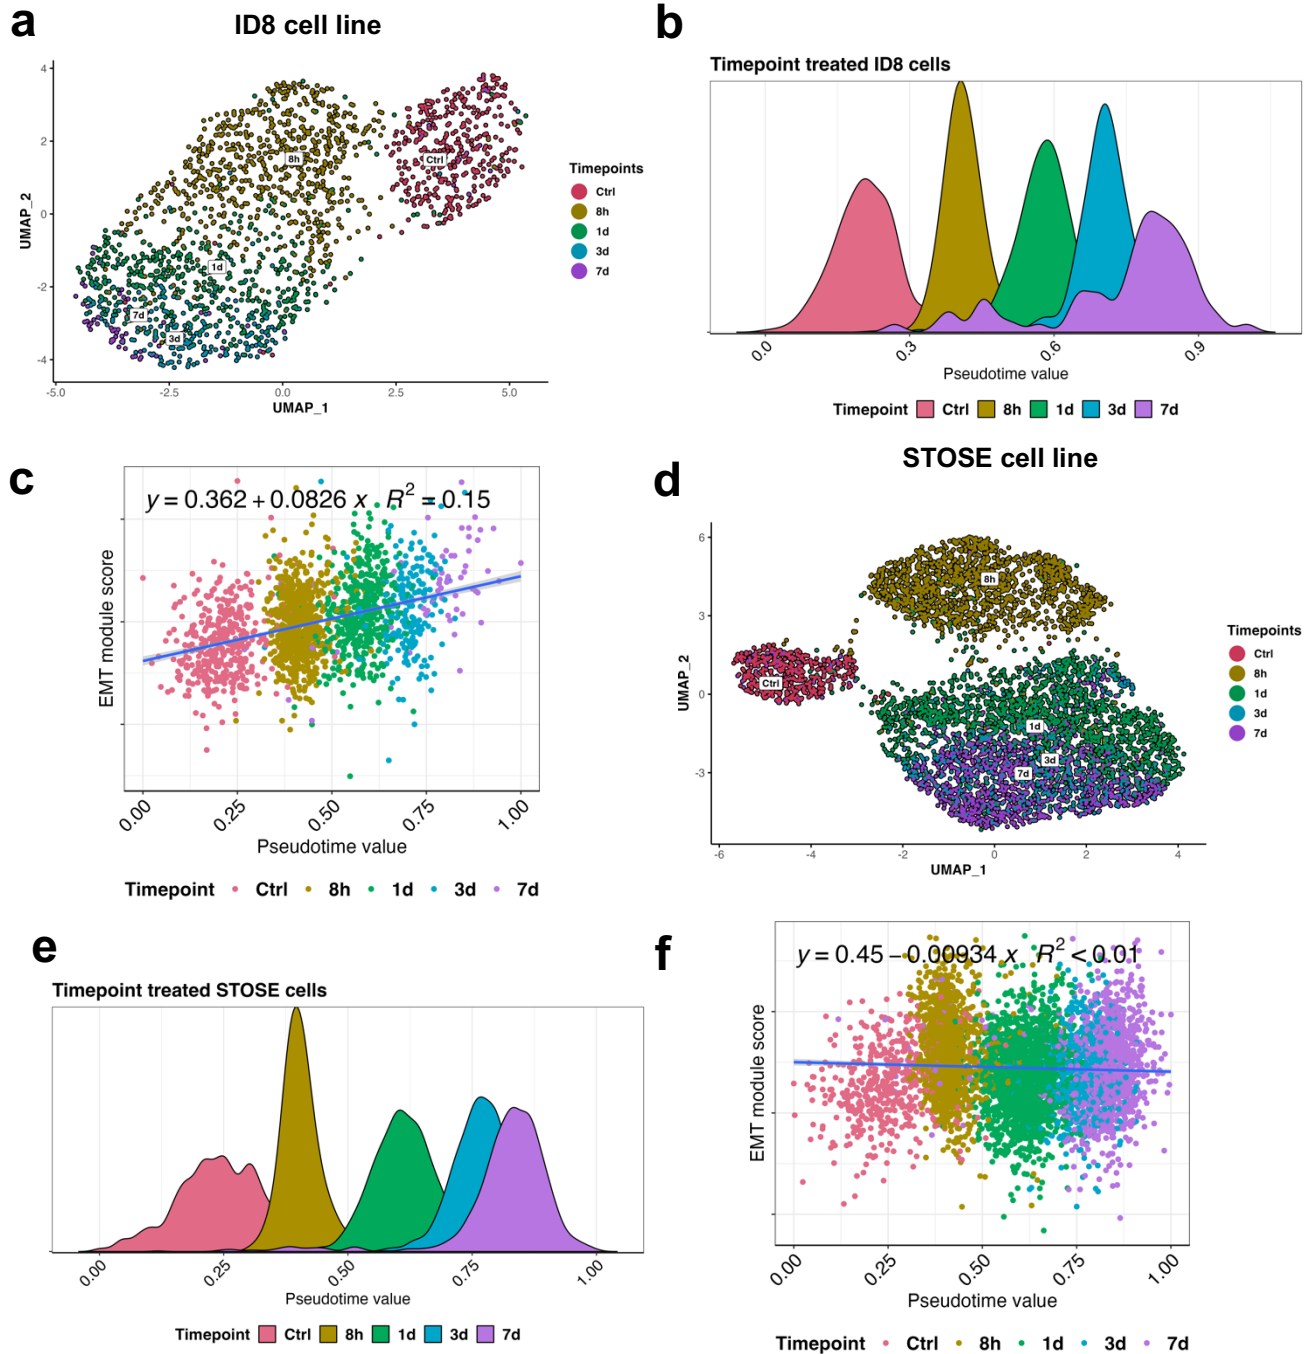 a
ID8 cell line
4
2
0
-2
-4
UMAP_2
-5.0 -2.5 0.0 2.5 5.0
UMAP_1
8h
Ctrl
1d
7d
3d
Timepoints
Ctrl
8h
1d
3d
7d
b
Timepoint treated ID8 cells
0.0 0.3 0.6 0.9
Pseudotime value
Timepoint Ctrl 8h 1d 3d 7d
c
y = 0.362 + 0.0826 x R² = 0.15
EMT module score
0.00 0.25 0.50 0.75 1.00
Pseudotime value
Timepoint Ctrl 8h 1d 3d 7d
STOSE cell line
d
6
3
0
-3
UMAP_2
-6 -4 -2 0 2 4
UMAP_1
8h
Ctrl
1d
3d
7d
Timepoints
Ctrl
8h
1d
3d
7d
e
Timepoint treated STOSE cells
0.00 0.25 0.50 0.75 1.00
Pseudotime value
Timepoint Ctrl 8h 1d 3d 7d
f
y = 0.45 − 0.00934 x R² < 0.01
EMT module score
0.00 0.25 0.50 0.75 1.00
Pseudotime value
Timepoint Ctrl 8h 1d 3d 7d